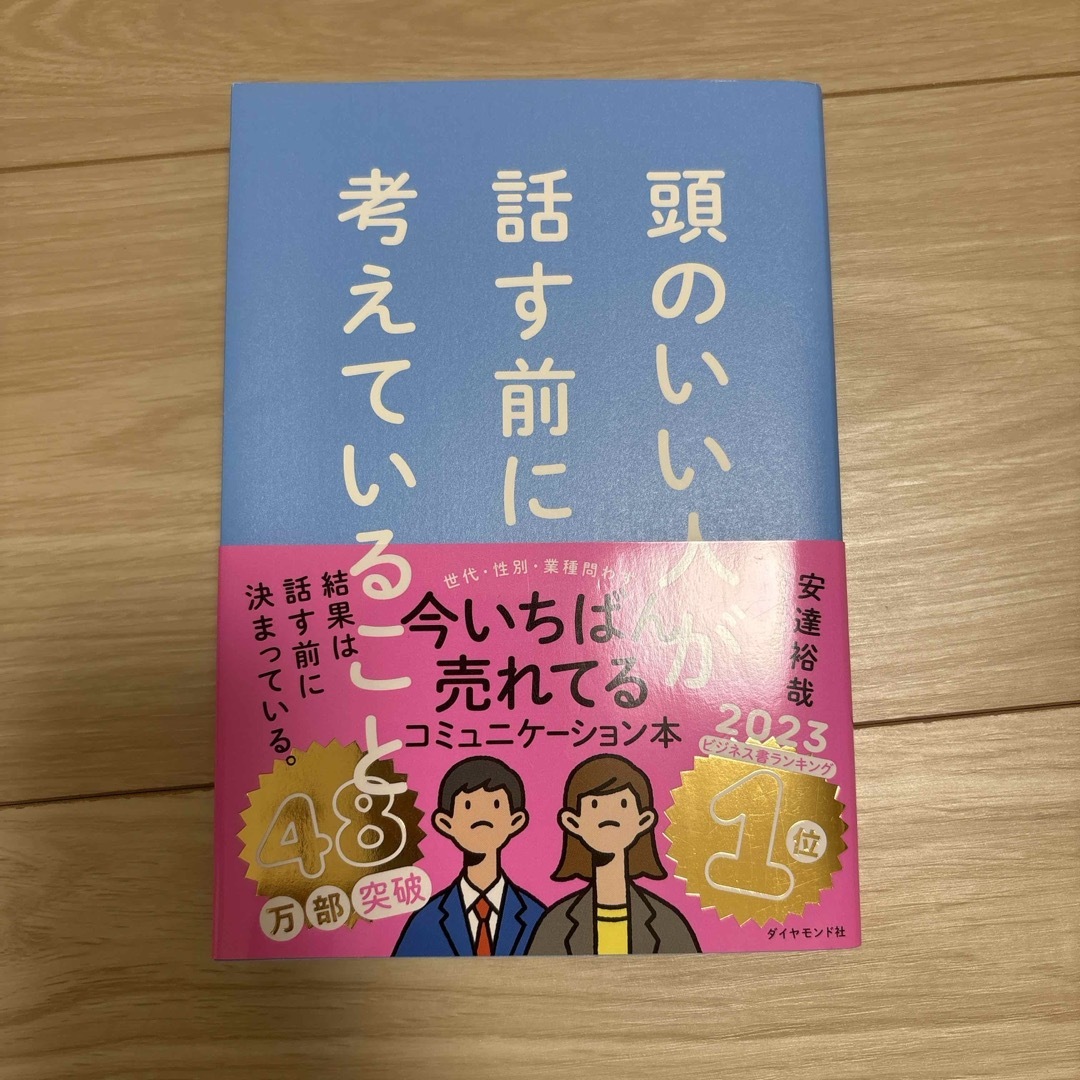 頭のいい人が
話す前に
考えていること
安達裕哉
世代・性別・業種問わず
今いちばん
売れてる
コミュニケーション本
結果は
話す前に
決まっている。
48
万部突破
2023
ビジネス書ランキング
1位
ダイヤモンド社